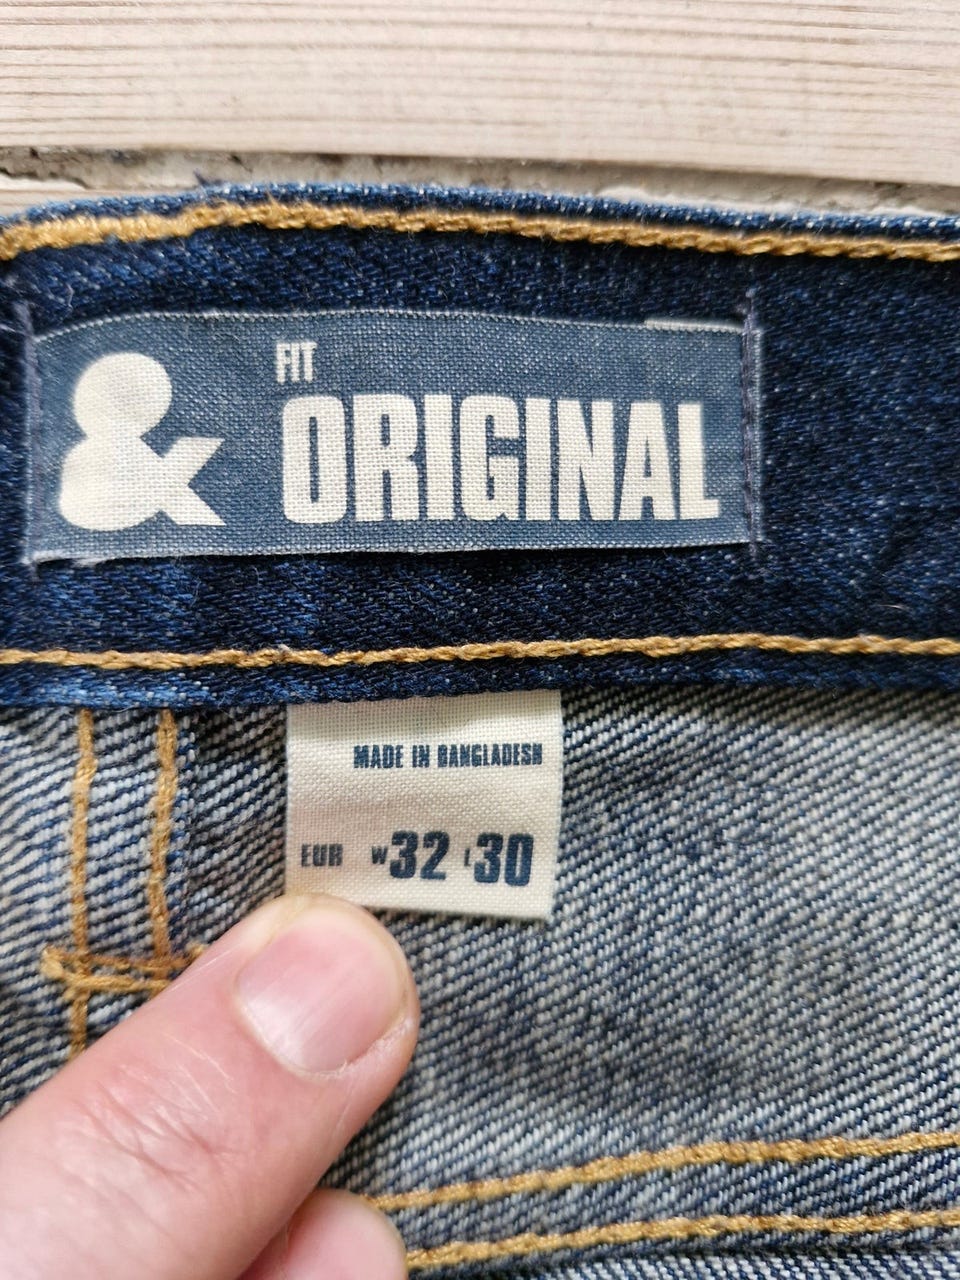 FIT
& ORIGINAL
MADE IN BANGLADESH
EUR W32 L30